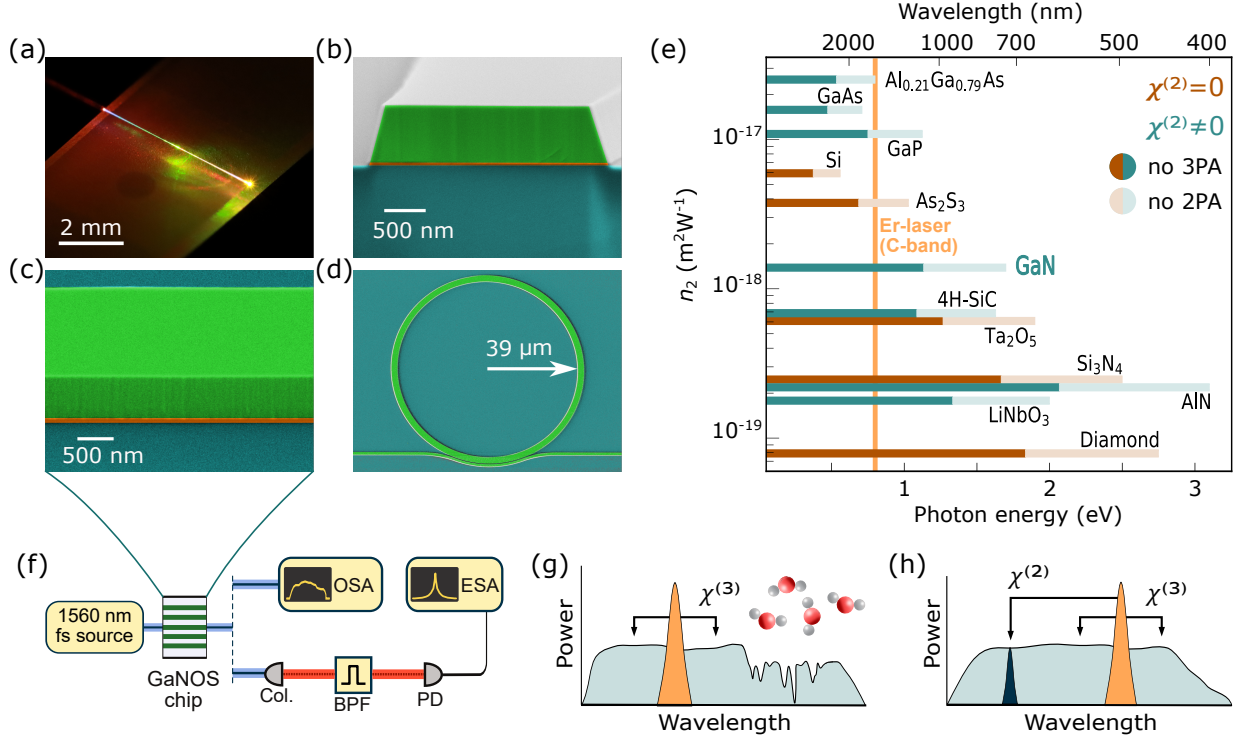 (a)
2 mm
(b)
500 nm
(c)
500 nm
(d)
39 μm
(e)
Wavelength (nm)
2000 1000 700 500 400
Al₀.₂₁Ga₀.₇₉As
GaAs
GaP
Si
As₂S₃
Er-laser
(C-band)
GaN
4H-SiC
Ta₂O₅
Si₃N₄
AlN
LiNbO₃
Diamond
χ⁽²⁾=0
χ⁽²⁾≠0
no 3PA
no 2PA
n₂ (m²W⁻¹)
10⁻¹⁷
10⁻¹⁸
10⁻¹⁹
1 2 3
Photon energy (eV)
(f)
1560 nm
fs source
GaNOS
chip
OSA
ESA
Col.
BPF
PD
(g)
Power
χ⁽³⁾
Wavelength
(h)
Power
χ⁽²⁾
χ⁽³⁾
Wavelength